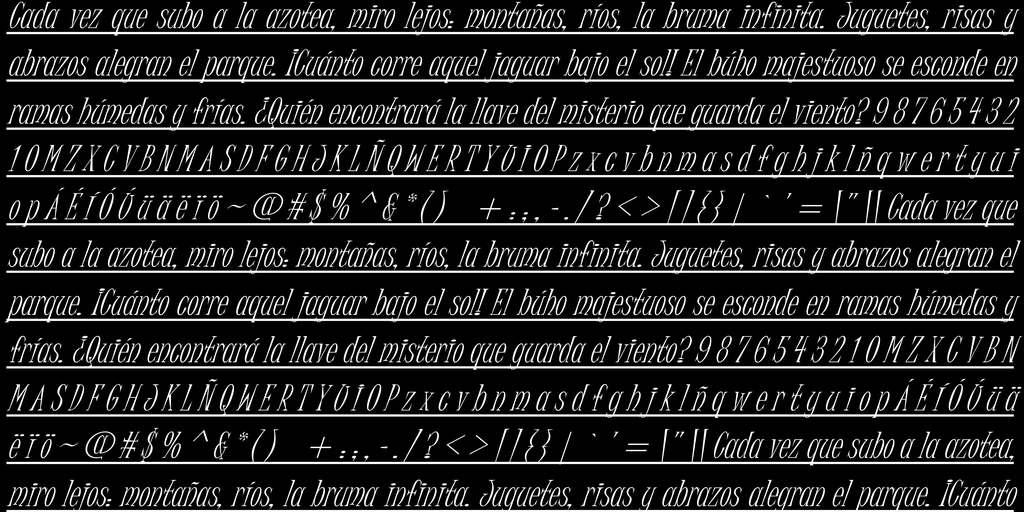 Cada vez que subo a la azotea, miro lejos: montañas, ríos, la bruma infinita. Juguetes, risas y
abrazos alegran el parque. ¡Cuánto corre aquel jaguar bajo el sol! El búho majestuoso se esconde en
ramas húmedas y frías. ¿Quién encontrará la llave del misterio que guarda el viento? 9 8 7 6 5 4 3 2
1 0 M Z X C V B N M A S D F G H J K L Ñ Q W E R T Y U I O P z x c v b n m a s d f g h j k l ñ q w e r t y u i
o p Á É Í Ó Ú ü ä ë ï ö ~ @ # $ % ^ & * ( ) + : ; , - . / ? < > [ ] { } | ` ´ = | " | | Cada vez que
subo a la azotea, miro lejos: montañas, ríos, la bruma infinita. Juguetes, risas y abrazos alegran el
parque. ¡Cuánto corre aquel jaguar bajo el sol! El búho majestuoso se esconde en ramas húmedas y
frías. ¿Quién encontrará la llave del misterio que guarda el viento? 9 8 7 6 5 4 3 2 1 0 M Z X C V B N
M A S D F G H J K L Ñ Q W E R T Y U I O P z x c v b n m a s d f g h j k l ñ q w e r t y u i o p Á É Í Ó Ú ü ä
ë ï ö ~ @ # $ % ^ & * ( ) + : ; , - . / ? < > [ ] { } | ` ´ = | " | | Cada vez que subo a la azotea,
miro lejos: montañas, ríos, la bruma infinita. Juguetes, risas y abrazos alegran el parque. ¡Cuánto